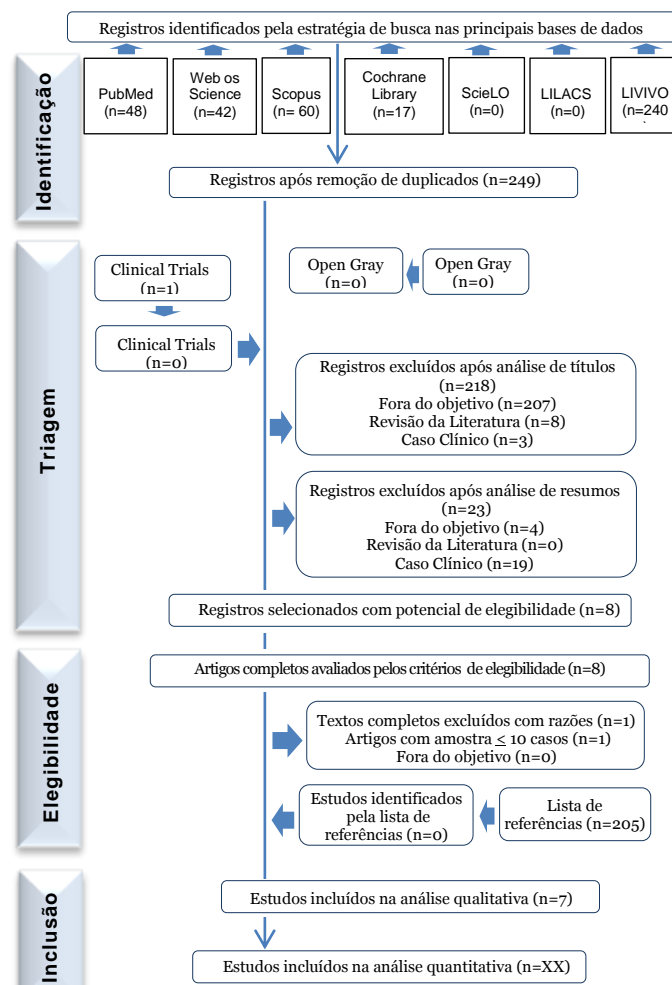 Registros identificados pela estratégia de busca nas principais bases de dados
Identificação
PubMed
(n=48)
Web os
Science
(n=42)
Scopus
(n= 60)
Cochrane
Library
(n=17)
ScieLO
(n=0)
LILACS
(n=0)
LIVIVO
(n=240
Registros após remoção de duplicados (n=249)
Triagem
Clinical Trials
(n=1)
Open Gray
(n=0)
Open Gray
(n=0)
Clinical Trials
(n=0)
Registros excluídos após análise de títulos
(n=218)
Fora do objetivo (n=207)
Revisão da Literatura (n=8)
Caso Clínico (n=3)
Registros excluídos após análise de resumos
(n=23)
Fora do objetivo (n=4)
Revisão da Literatura (n=0)
Caso Clínico (n=19)
Registros selecionados com potencial de elegibilidade (n=8)
Elegibilidade
Artigos completos avaliados pelos critérios de elegibilidade (n=8)
Textos completos excluídos com razões (n=1)
Artigos com amostra ≤ 10 casos (n=1)
Fora do objetivo (n=0)
Estudos identificados
pela lista de
referências (n=0)
Lista de
referências (n=205)
Inclusão
Estudos incluídos na análise qualitativa (n=7)
Estudos incluídos na análise quantitativa (n=XX)